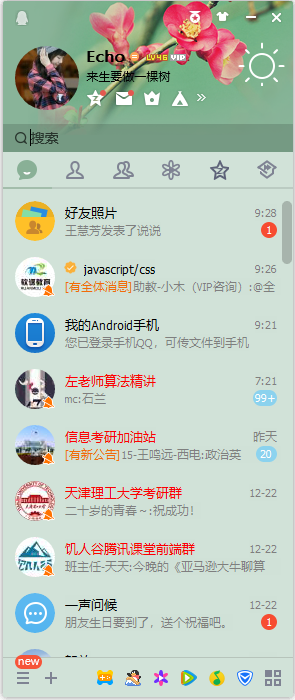 Echo LV46 VIP
来生要做一棵树
搜索
好友照片 9:28
王慧芳发表了说说 1
javascript/css 9:26
[有全体消息]助教-小木（VIP咨询）:@全
软谋教育
我的Android手机 9:21
您已登录手机QQ，可传文件到手机
左老师算法精讲 7:21
mc:石兰 99+
信息考研加油站 昨天
[有新公告]15-王鸣远-西电:政治英 20
天津理工大学考研群 12-22
二十岁的青春～:祝成功！
饥人谷腾讯课堂前端群 12-22
班主任-天天:今晚的《亚马逊大牛聊算
一声问候 12-22
朋友生日要到了，送个祝福吧。 1
new